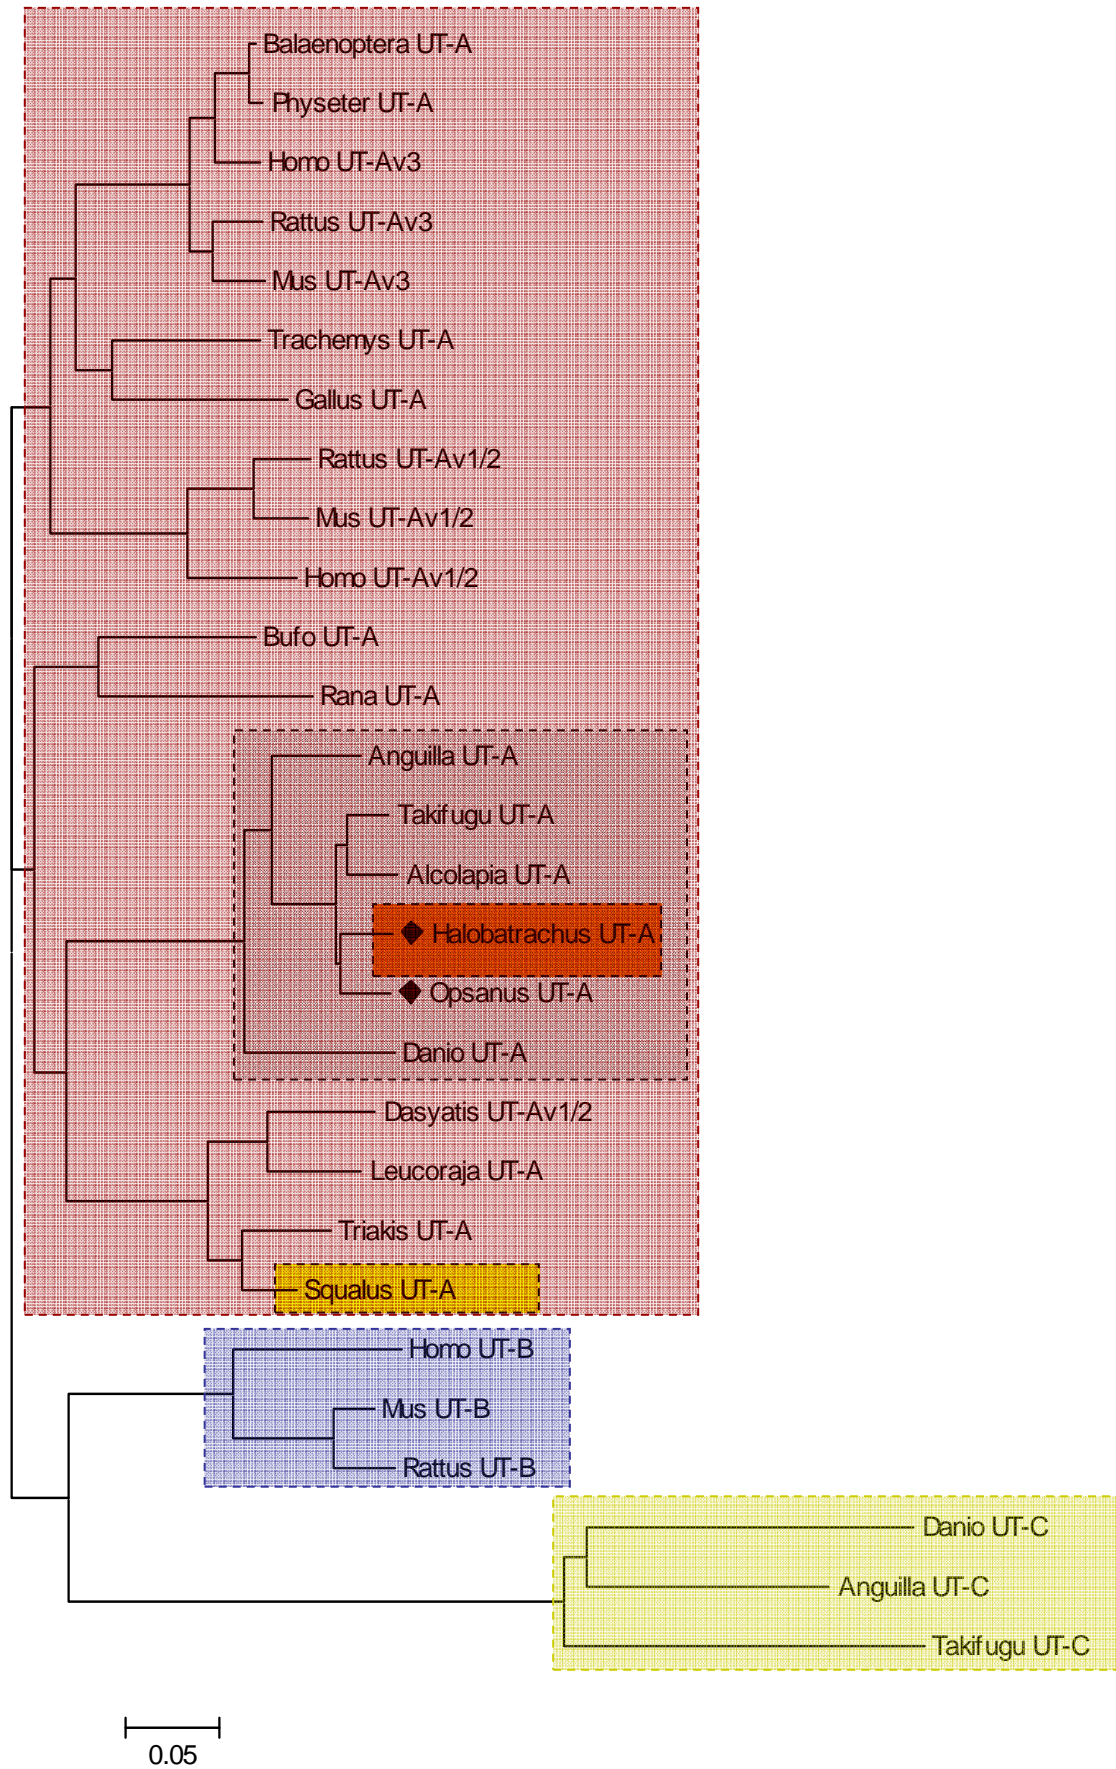 Balaenoptera UT-A
Physeter UT-A
Homo UT-Av3
Rattus UT-Av3
Mus UT-Av3
Trachemys UT-A
Gallus UT-A
Rattus UT-Av1/2
Mus UT-Av1/2
Homo UT-Av1/2
Bufo UT-A
Rana UT-A
Anguilla UT-A
Takifugu UT-A
Alcolapia UT-A
Halobatrachus UT-A
Opsanus UT-A
Danio UT-A
Dasyatis UT-Av1/2
Leucoraja UT-A
Triakis UT-A
Squalus UT-A
Homo UT-B
Mus UT-B
Rattus UT-B
Danio UT-C
Anguilla UT-C
Takifugu UT-C
0.05